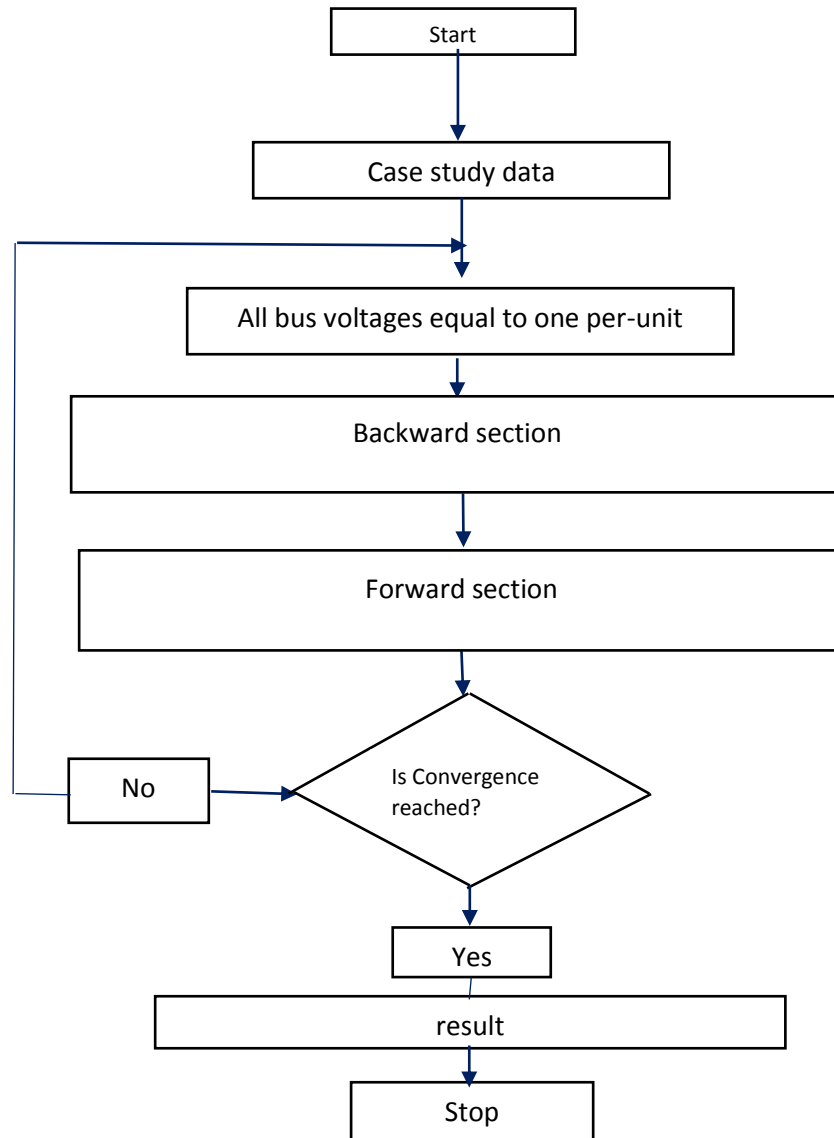 Start
Case study data
All bus voltages equal to one per-unit
Backward section
Forward section
Is Convergence
reached?
No
Yes
result
Stop